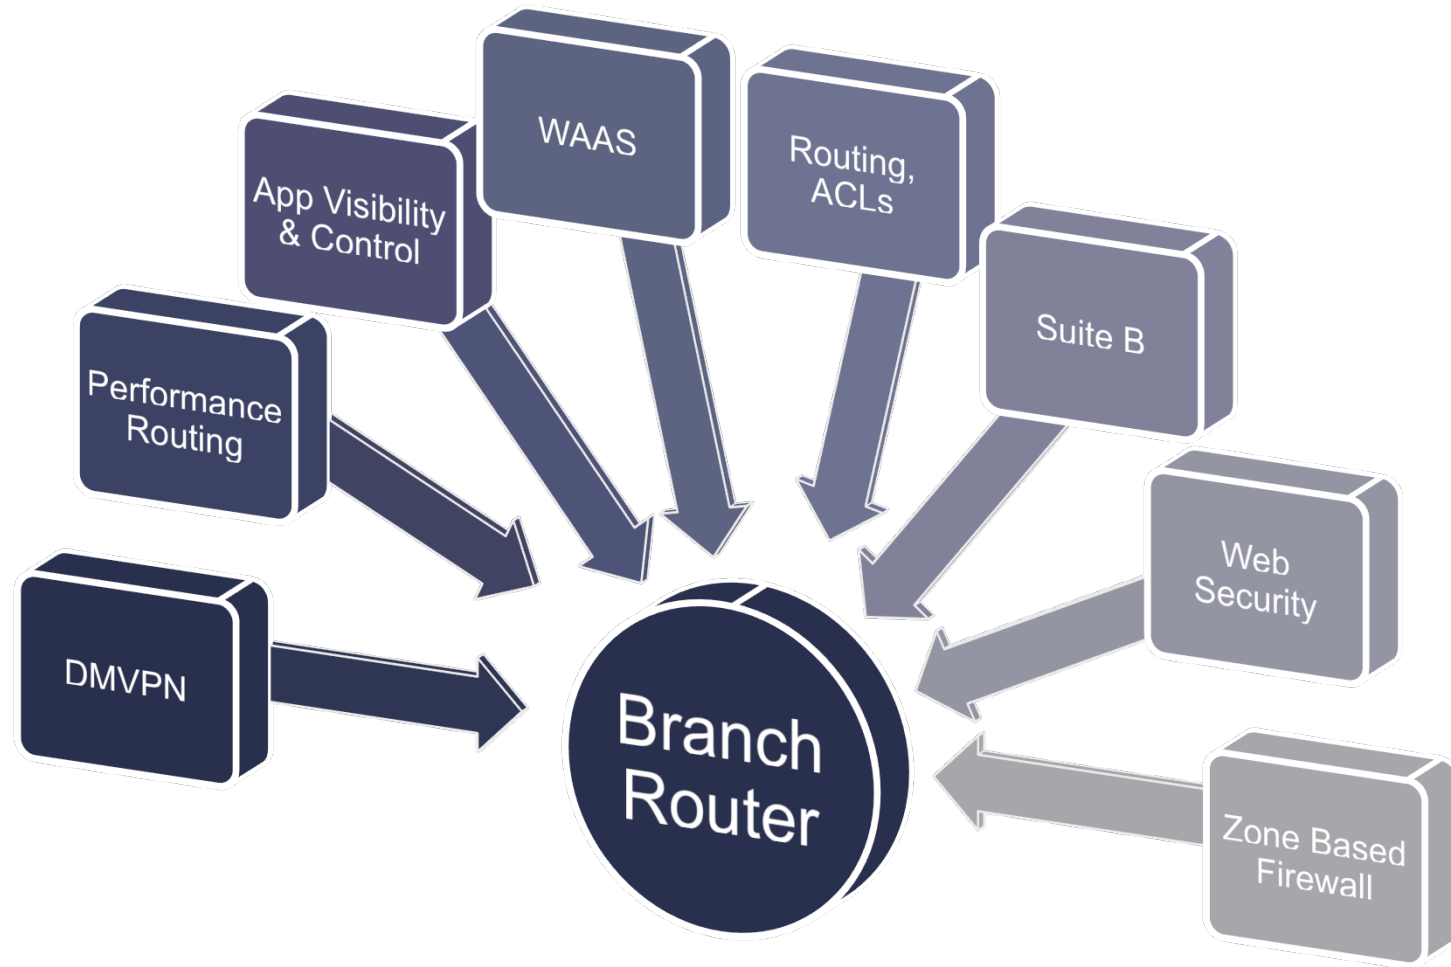 WAAS
Routing,
ACLs
App Visibility
& Control
Suite B
Performance
Routing
Web
Security
DMVPN
Branch
Router
Zone Based
Firewall